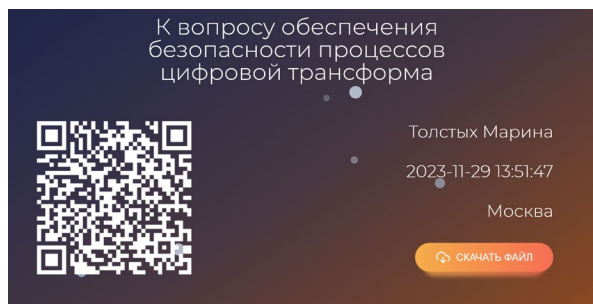 К вопросу обеспечения
безопасности процессов
цифровой трансформа
Толстых Марина
2023-11-29 13:51:47
Москва
СКАЧАТЬ ФАЙЛ